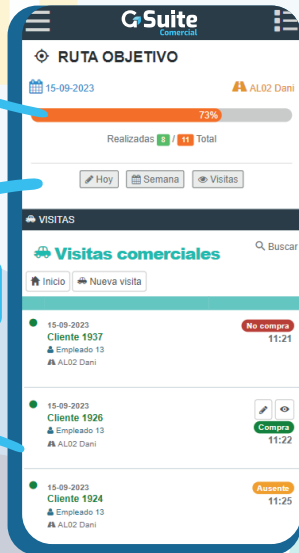 G Suite
Comercial
RUTA OBJETIVO
15-09-2023 AL02 Dani
73%
Realizadas 8 / 11 Total
Hoy Semana Visitas
VISITAS
Visitas comerciales Buscar
Inicio Nueva visita
15-09-2023 No compra
Cliente 1937 11:21
Empleado 13
AL02 Dani
15-09-2023
Cliente 1926 Compra
Empleado 13 11:22
AL02 Dani
15-09-2023 Ausente
Cliente 1924 11:25
Empleado 13
AL02 Dani